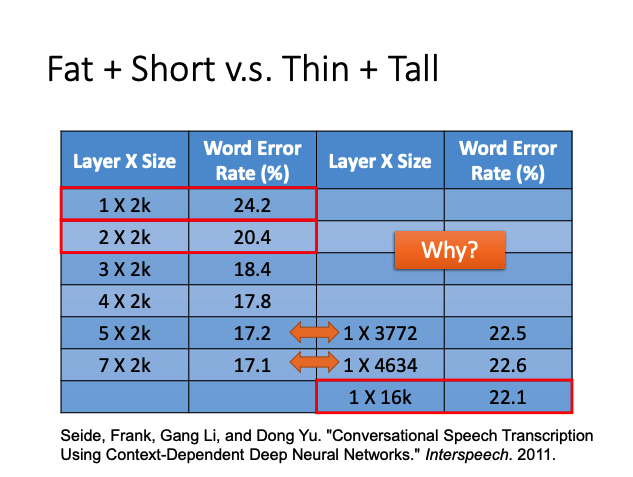 Fat + Short v.s. Thin + Tall
Layer X Size Word Error Rate (%) Layer X Size Word Error Rate (%)
1 X 2k 24.2
2 X 2k 20.4
Why?
3 X 2k 18.4
4 X 2k 17.8
5 X 2k 17.2 1 X 3772 22.5
7 X 2k 17.1 1 X 4634 22.6
1 X 16k 22.1
Seide, Frank, Gang Li, and Dong Yu. "Conversational Speech Transcription
Using Context-Dependent Deep Neural Networks." Interspeech. 2011.